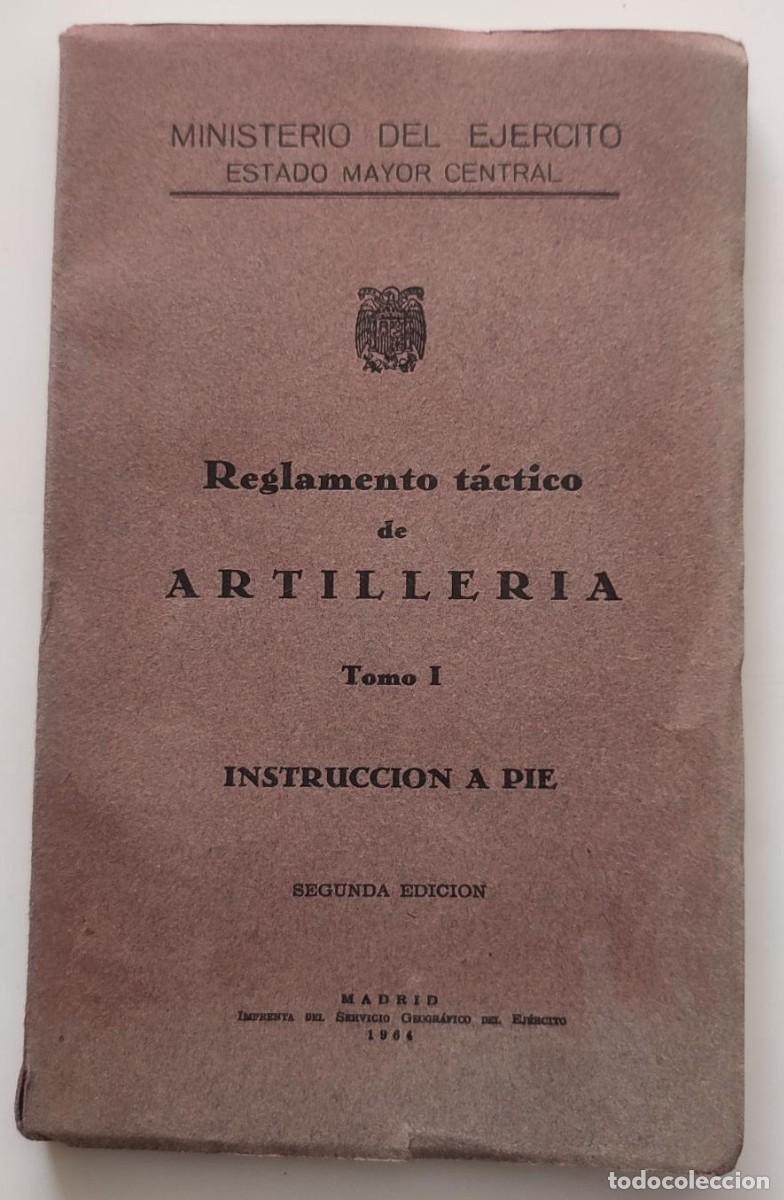 MINISTERIO DEL EJERCITO
ESTADO MAYOR CENTRAL
Reglamento táctico
de
ARTILLERIA
Tomo I
INSTRUCCION A PIE
SEGUNDA EDICION
MADRID
IMPRENTA DEL SERVICIO GEOGRÁFICO DEL EJÉRCITO
1964
todocoleccion